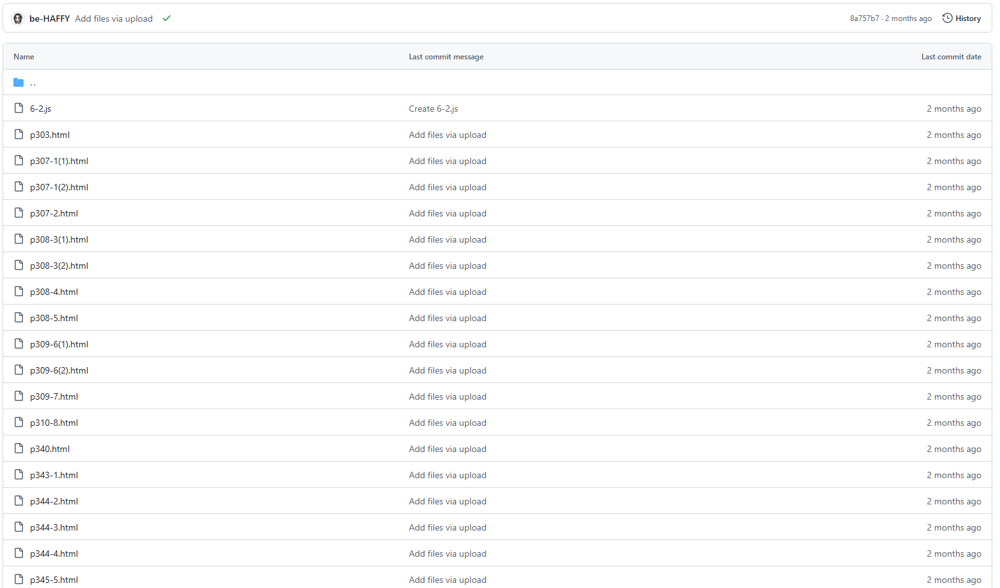 be-HAFFY Add files via upload 8a757b7 · 2 months ago History
Name Last commit message Last commit date
..
6-2.js Create 6-2.js 2 months ago
p303.html Add files via upload 2 months ago
p307-1(1).html Add files via upload 2 months ago
p307-1(2).html Add files via upload 2 months ago
p307-2.html Add files via upload 2 months ago
p308-3(1).html Add files via upload 2 months ago
p308-3(2).html Add files via upload 2 months ago
p308-4.html Add files via upload 2 months ago
p308-5.html Add files via upload 2 months ago
p309-6(1).html Add files via upload 2 months ago
p309-6(2).html Add files via upload 2 months ago
p309-7.html Add files via upload 2 months ago
p310-8.html Add files via upload 2 months ago
p340.html Add files via upload 2 months ago
p343-1.html Add files via upload 2 months ago
p344-2.html Add files via upload 2 months ago
p344-3.html Add files via upload 2 months ago
p344-4.html Add files via upload 2 months ago
p345-5.html Add files via upload 2 months ago